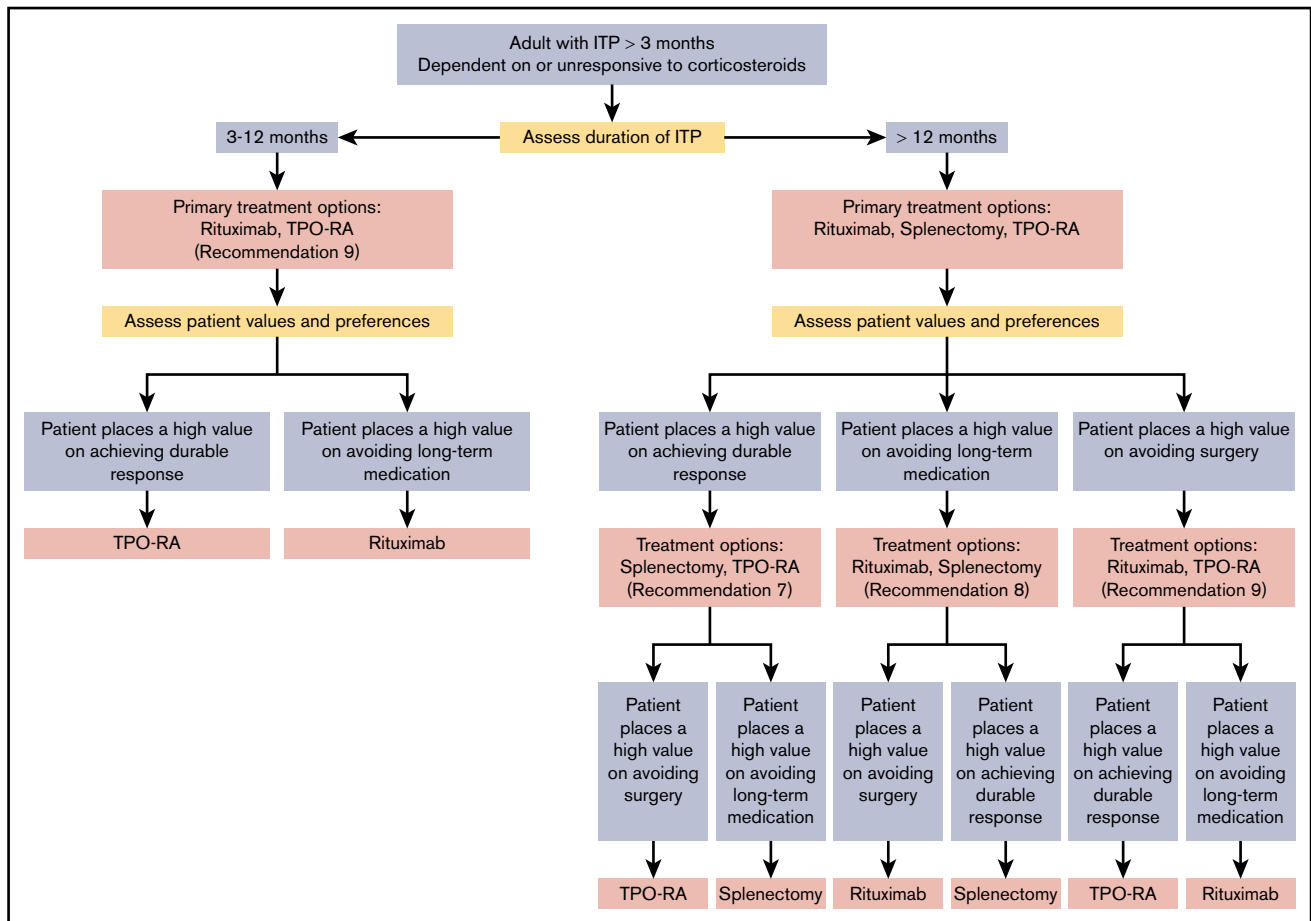 Adult with ITP > 3 months
Dependent on or unresponsive to corticosteroids
3-12 months
Assess duration of ITP
> 12 months
Primary treatment options:
Rituximab, TPO-RA
(Recommendation 9)
Primary treatment options:
Rituximab, Splenectomy, TPO-RA
Assess patient values and preferences
Assess patient values and preferences
Patient places a high value
on achieving durable
response
Patient places a high value
on avoiding long-term
medication
Patient places a high value
on achieving durable
response
Patient places a high value
on avoiding long-term
medication
Patient places a high value
on avoiding surgery
TPO-RA
Rituximab
Treatment options:
Splenectomy, TPO-RA
(Recommendation 7)
Treatment options:
Rituximab, Splenectomy
(Recommendation 8)
Treatment options:
Rituximab, TPO-RA
(Recommendation 9)
Patient
places a
high value
on avoiding
surgery
Patient
places a
high value
on avoiding
long-term
medication
Patient
places a
high value
on avoiding
surgery
Patient
places a
high value
on achieving
durable
response
Patient
places a
high value
on achieving
durable
response
Patient
places a
high value
on avoiding
long-term
medication
TPO-RA
Splenectomy
Rituximab
Splenectomy
TPO-RA
Rituximab